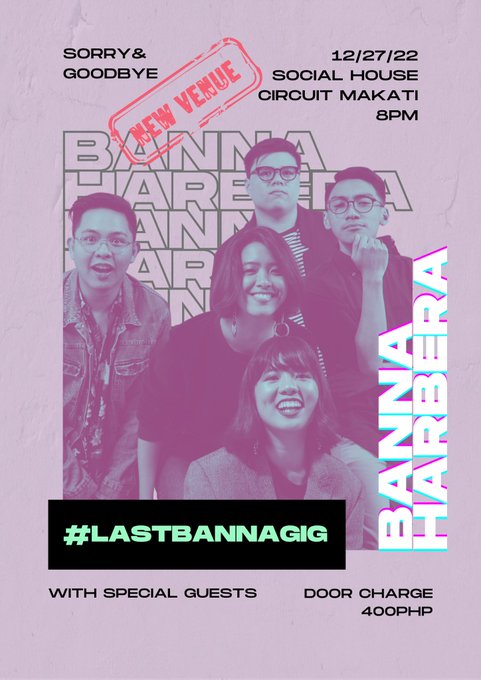 SORRY&
GOODBYE
12/27/22
SOCIAL HOUSE
CIRCUIT MAKATI
8PM
NEW VENUE
BANNA
HARBERA
BANNA
HARBERA
#LASTBANNAGIG
WITH SPECIAL GUESTS
DOOR CHARGE
400PHP